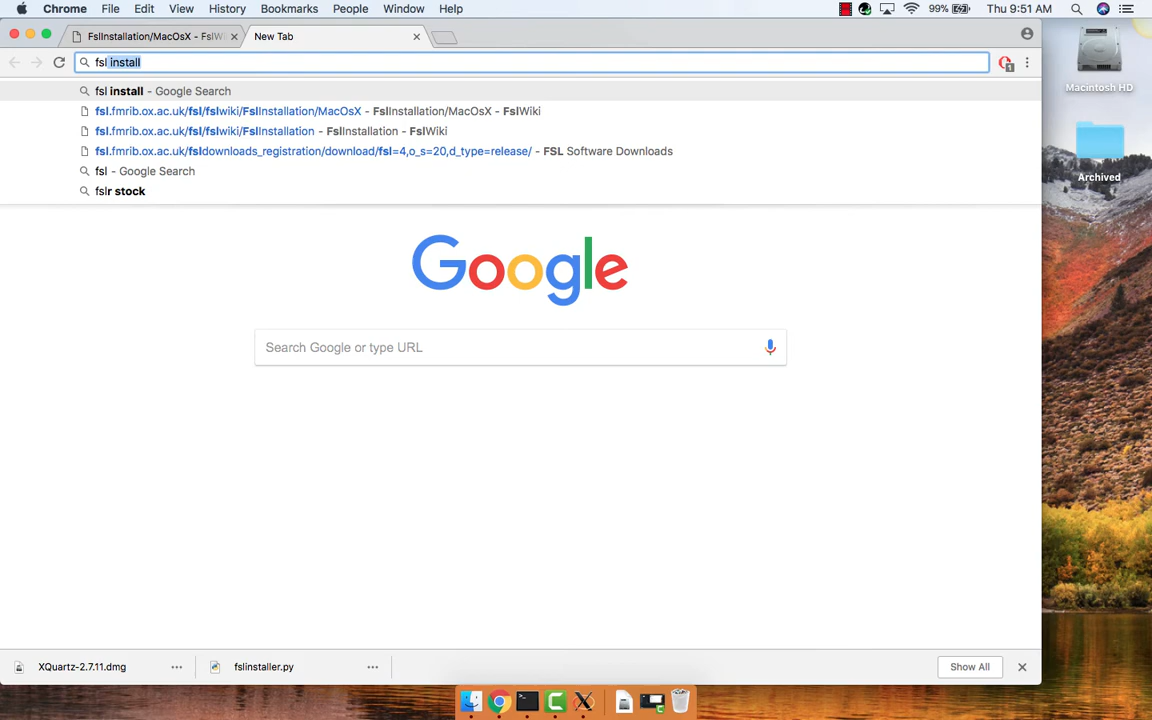 Chrome File Edit View History Bookmarks People Window Help 99% Thu 9:51 AM
FslInstallation/MacOsX - FslWi New Tab
fsl install
1
fsl install - Google Search
fsl.fmrib.ox.ac.uk/fsl/fslwiki/FslInstallation/MacOsX - FslInstallation/MacOsX - FslWiki
fsl.fmrib.ox.ac.uk/fsl/fslwiki/FslInstallation - FslInstallation - FslWiki
fsl.fmrib.ox.ac.uk/fsldownloads_registration/download/fsl=4,o_s=20,d_type=release/ - FSL Software Downloads
fsl - Google Search
fslr stock
Google
Search Google or type URL
XQuartz-2.7.11.dmg fslinstaller.py Show All
Macintosh HD
Archived